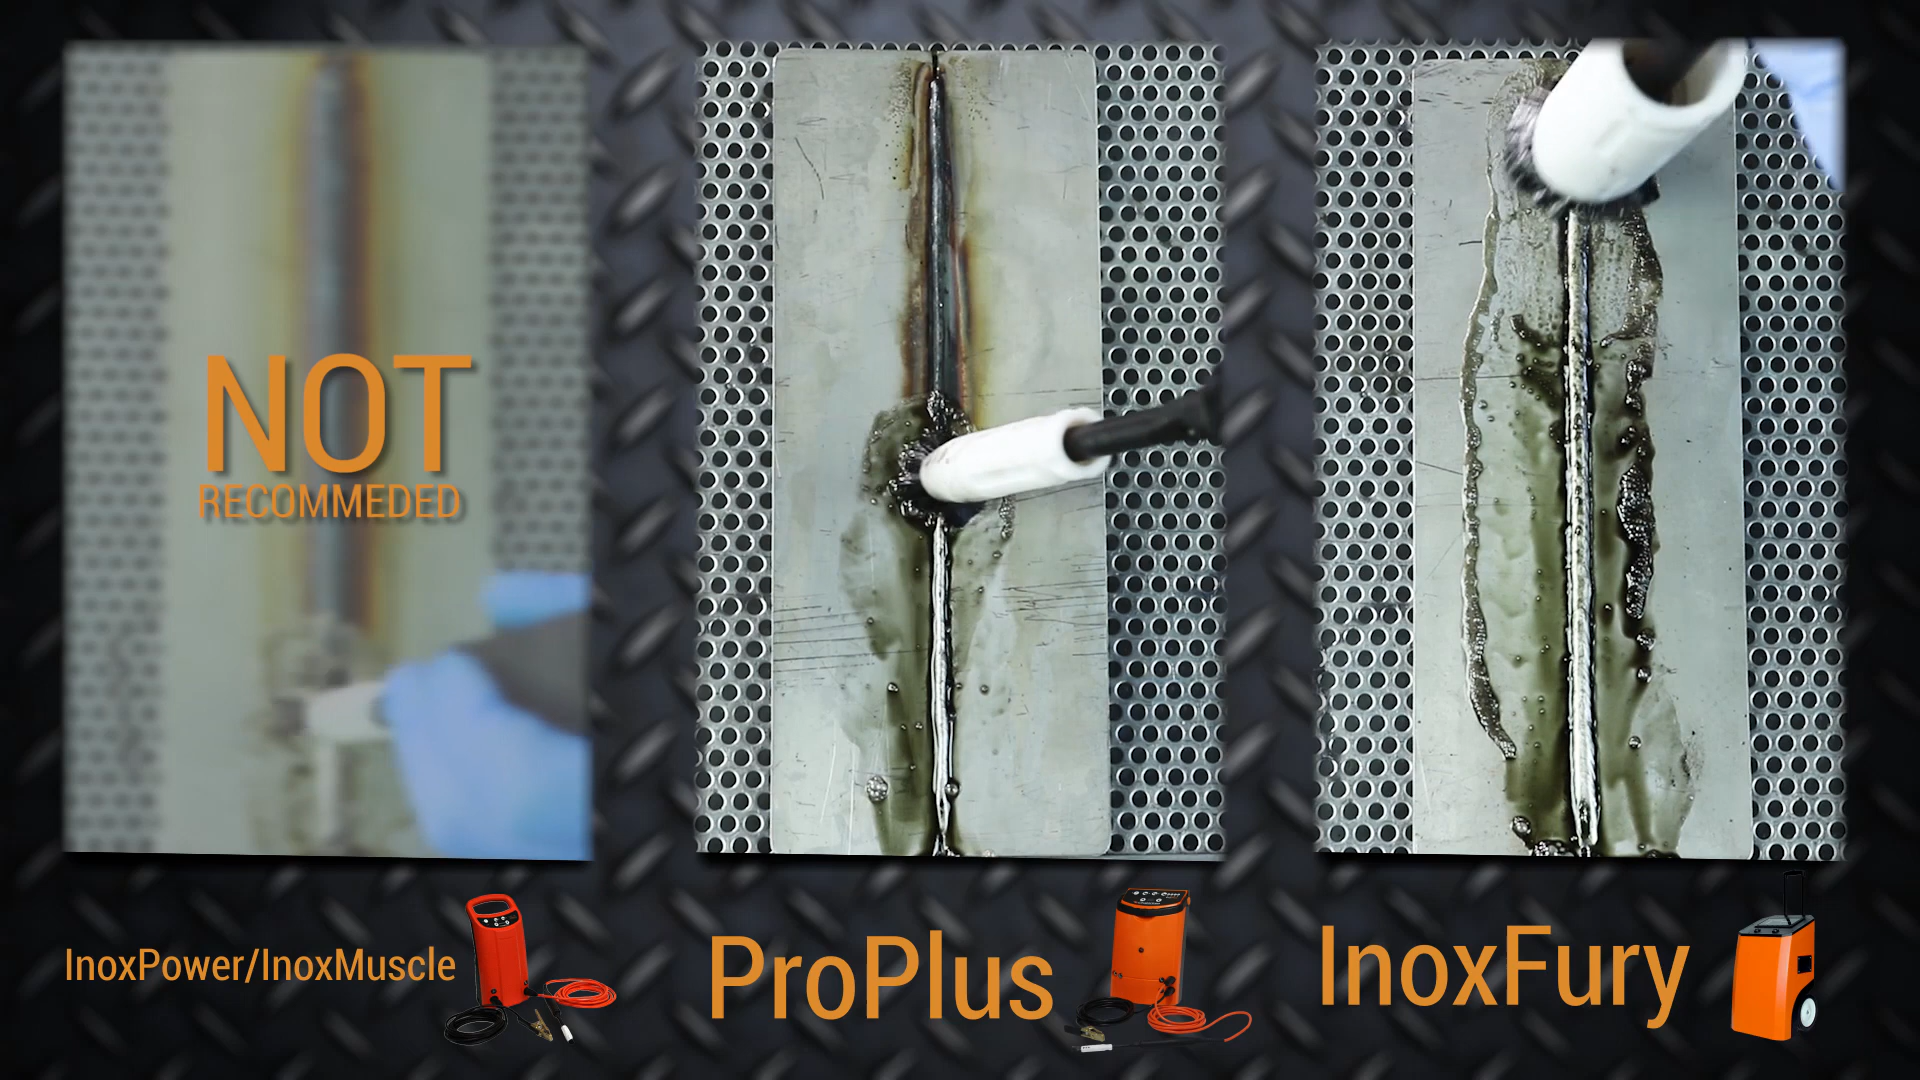 NOT
RECOMMEDED
InoxPower/InoxMuscle
ProPlus
InoxFury